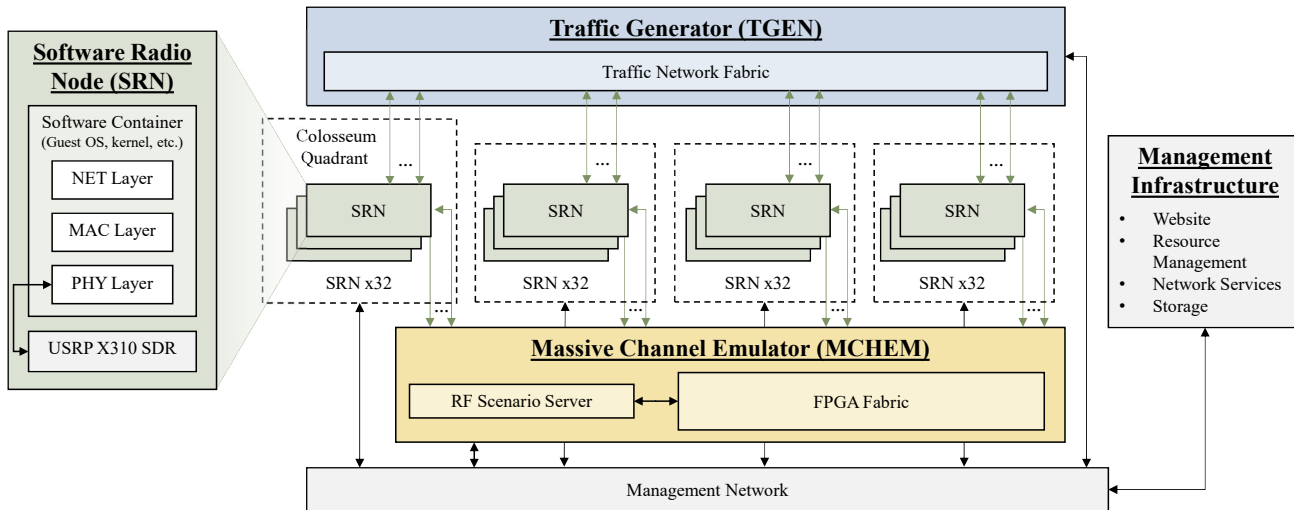 Software Radio
Node (SRN)
Software Container
(Guest OS, kernel, etc.)
NET Layer
MAC Layer
PHY Layer
USRP X310 SDR
Traffic Generator (TGEN)
Traffic Network Fabric
Colosseum
Quadrant
...
...
...
...
SRN
SRN
SRN
SRN
SRN x32
SRN x32
SRN x32
SRN x32
...
...
...
...
Massive Channel Emulator (MCHEM)
RF Scenario Server
FPGA Fabric
Management Network
Management
Infrastructure
• Website
• Resource
Management
• Network Services
• Storage